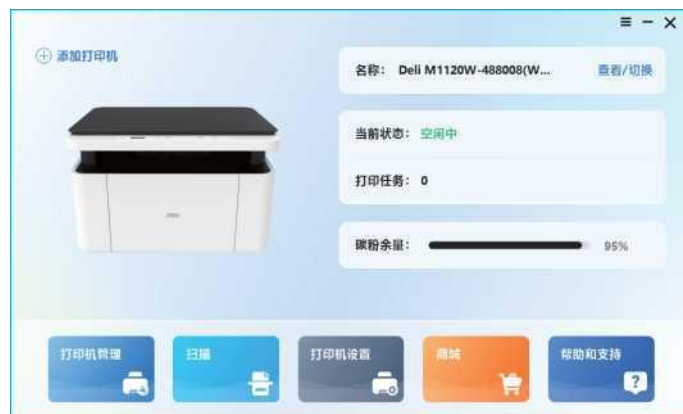 添加打印机
名称： Deli M1120W-488008(W... 查看/切换
当前状态：空闲中
打印任务：0
碳粉余量： 95%
deli
打印机管理
扫描
打印机设置
商城
帮助和支持